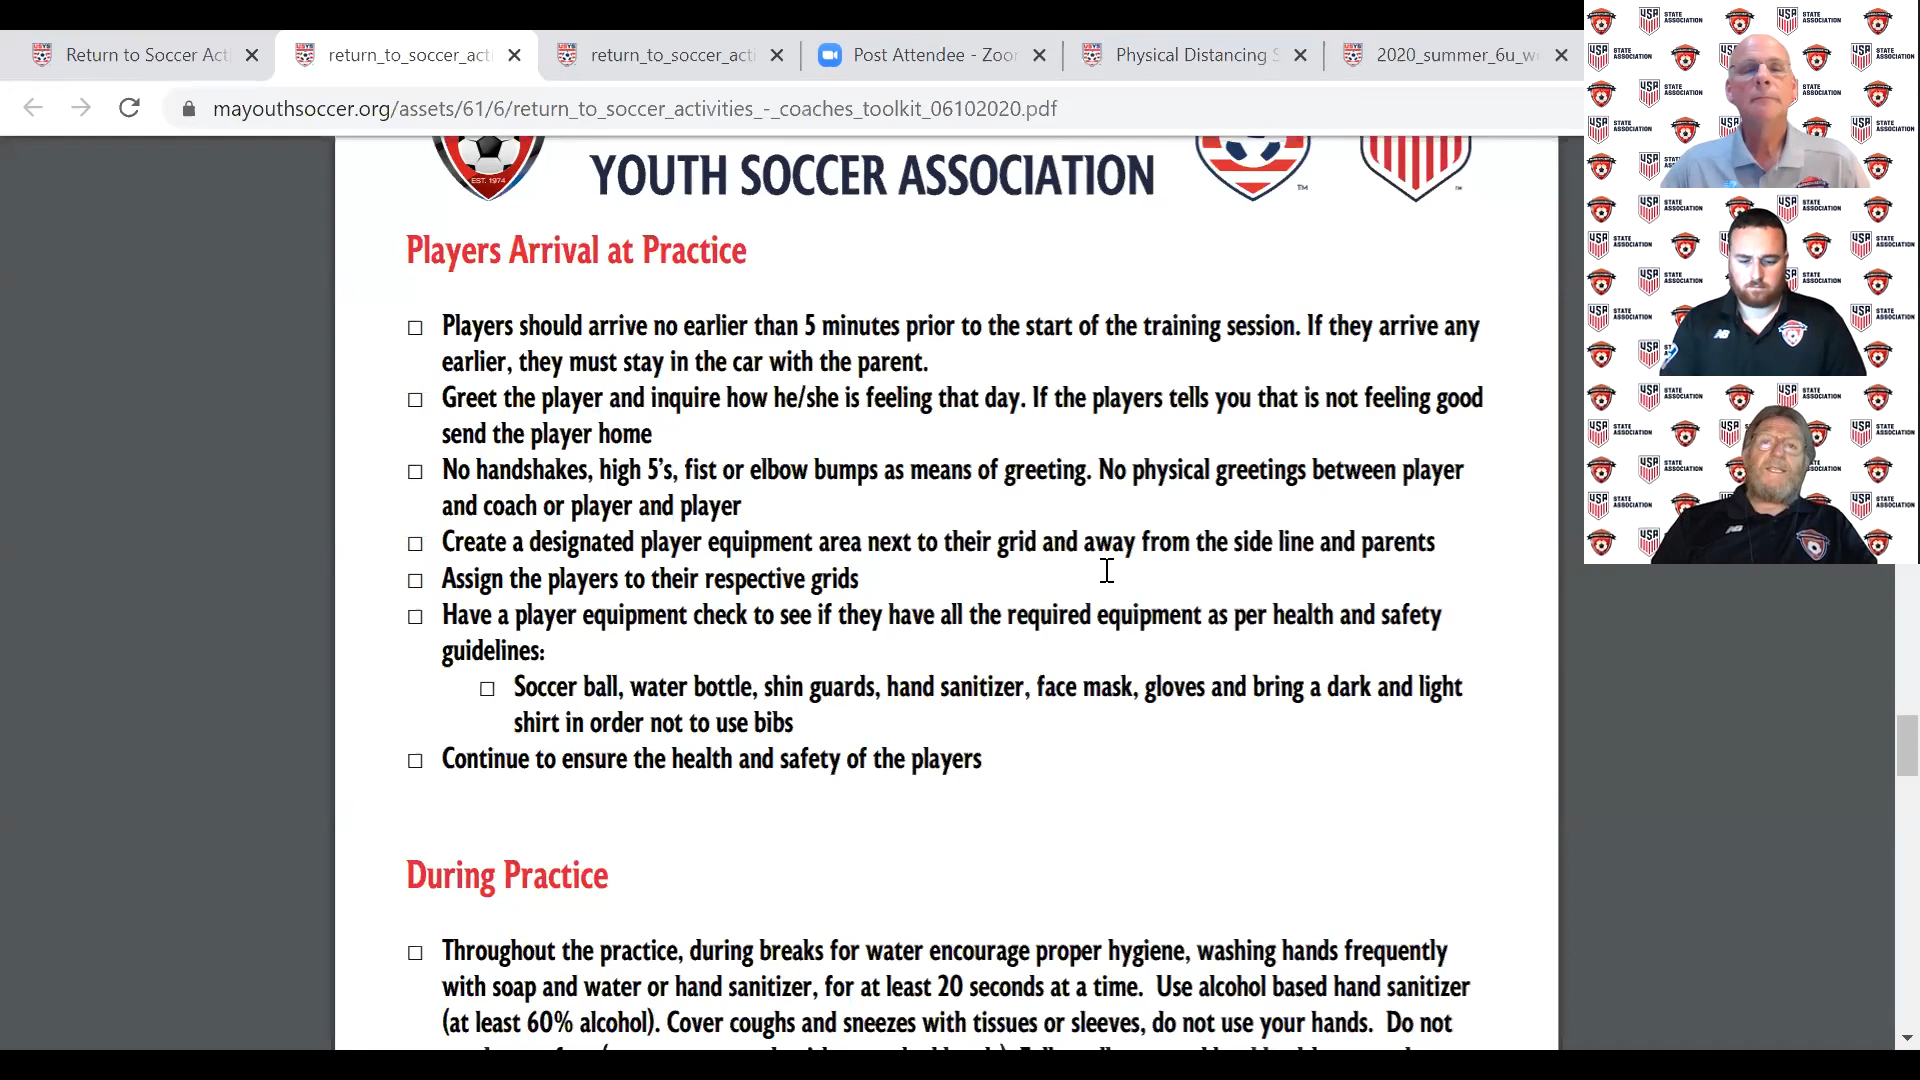 Return to Soccer Act
return_to_soccer_acti
return_to_soccer_acti
Post Attendee - Zoo
Physical Distancing S
2020_summer_6u_w
mayouthsoccer.org/assets/61/6/return_to_soccer_activities_-_coaches_toolkit_06102020.pdf
EST. 1974
YOUTH SOCCER ASSOCIATION
TM
TM
Players Arrival at Practice
Players should arrive no earlier than 5 minutes prior to the start of the training session. If they arrive any
earlier, they must stay in the car with the parent.
Greet the player and inquire how he/she is feeling that day. If the players tells you that is not feeling good
send the player home
No handshakes, high 5's, fist or elbow bumps as means of greeting. No physical greetings between player
and coach or player and player
Create a designated player equipment area next to their grid and away from the side line and parents
Assign the players to their respective grids
Have a player equipment check to see if they have all the required equipment as per health and safety
guidelines:
Soccer ball, water bottle, shin guards, hand sanitizer, face mask, gloves and bring a dark and light
shirt in order not to use bibs
Continue to ensure the health and safety of the players
During Practice
Throughout the practice, during breaks for water encourage proper hygiene, washing hands frequently
with soap and water or hand sanitizer, for at least 20 seconds at a time.  Use alcohol based hand sanitizer
(at least 60% alcohol). Cover coughs and sneezes with tissues or sleeves, do not use your hands.  Do not
USA STATE ASSOCIATION
NB
NB